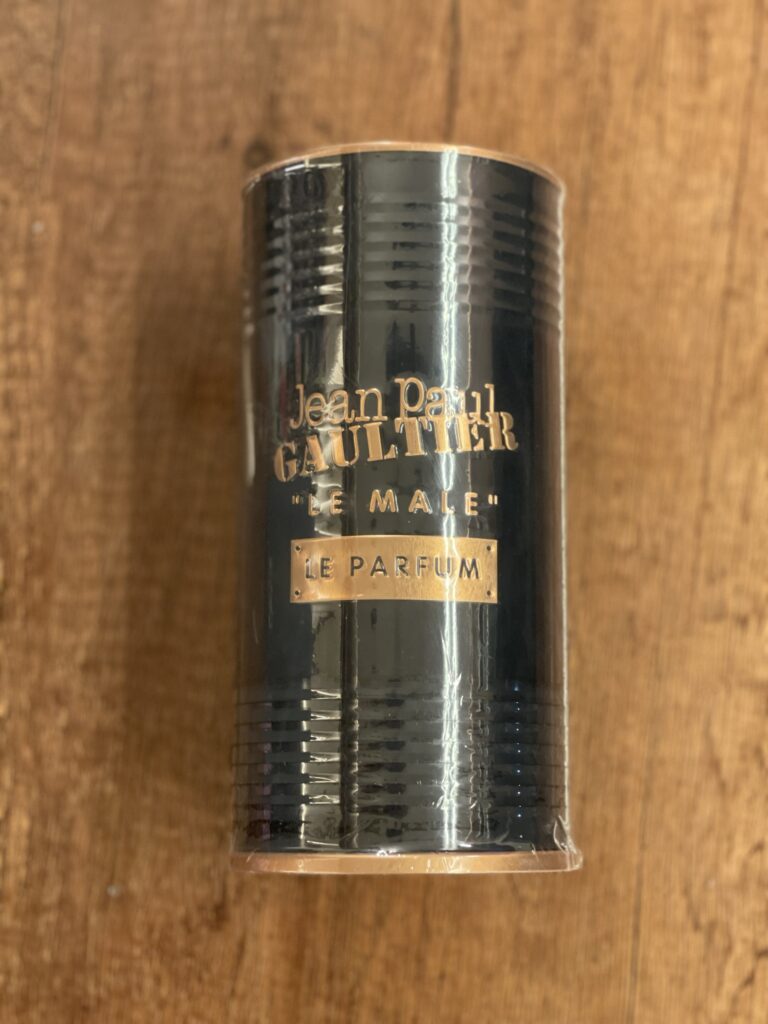 Jean Paul
GAULTIER
"LE MALE"
LE PARFUM